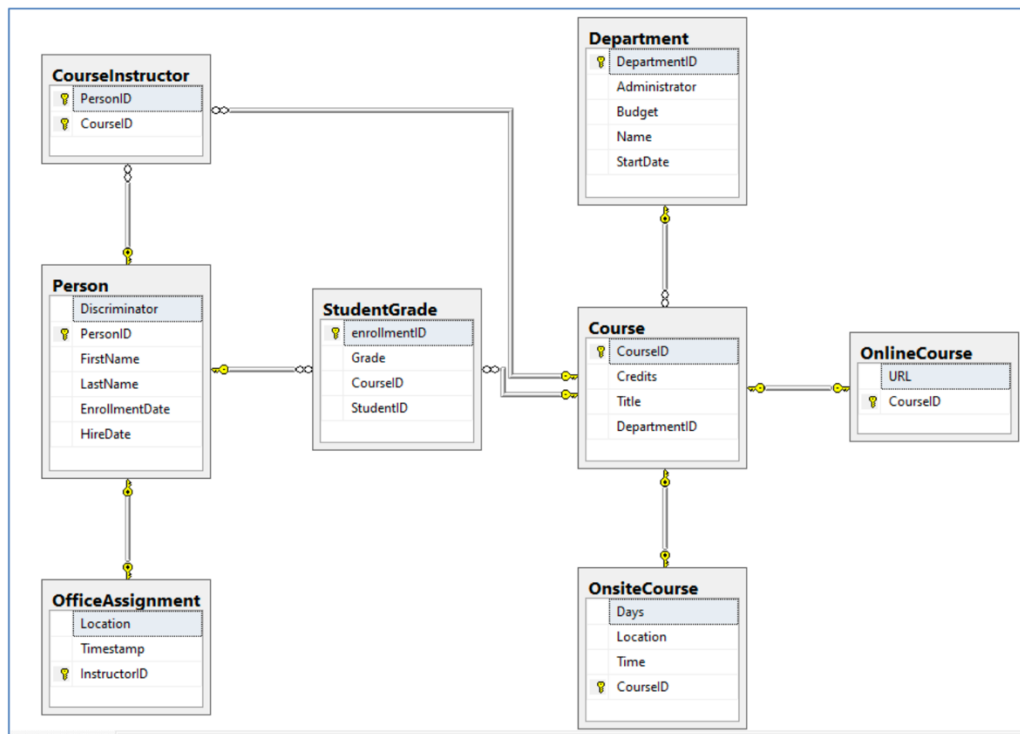 CourseInstructor
PersonID
CourseID
Department
DepartmentID
Administrator
Budget
Name
StartDate
Person
Discriminator
PersonID
FirstName
LastName
EnrollmentDate
HireDate
StudentGrade
enrollmentID
Grade
CourseID
StudentID
Course
CourseID
Credits
Title
DepartmentID
OnlineCourse
URL
CourseID
OfficeAssignment
Location
Timestamp
InstructorID
OnsiteCourse
Days
Location
Time
CourseID